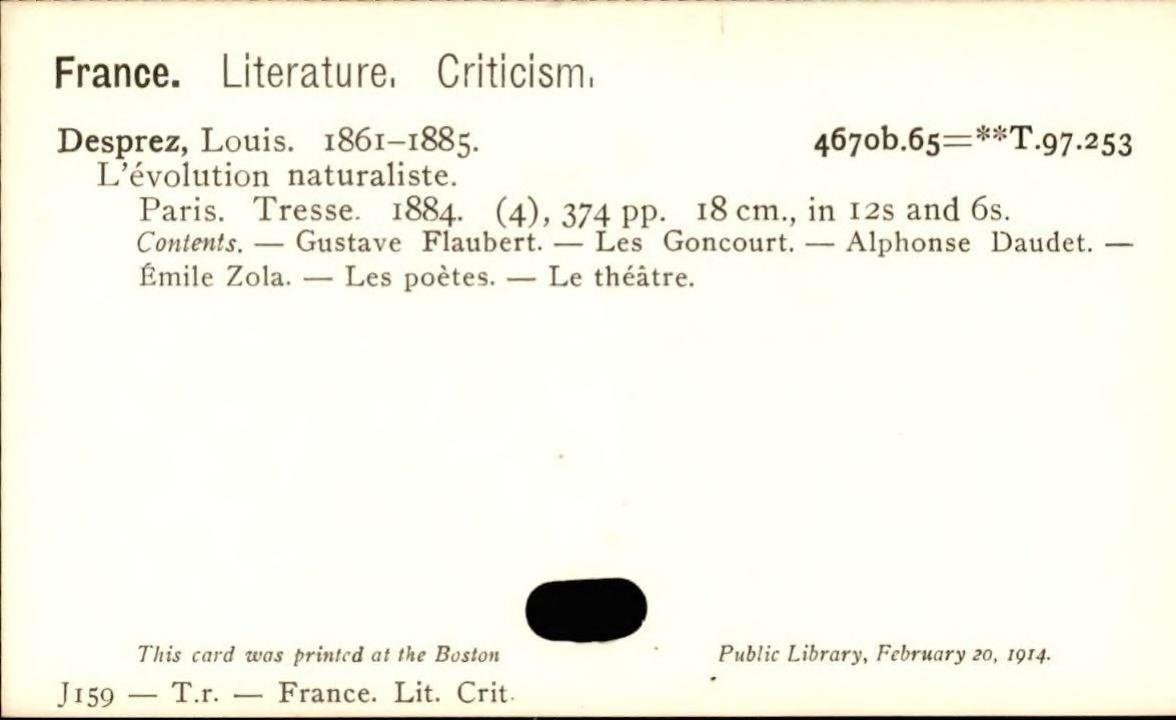 France. Literature. Criticism.
Desprez, Louis. 1861–1885. 4670b.65=**T.97.253
L'évolution naturaliste.
Paris. Tresse. 1884. (4), 374 pp. 18 cm., in 12s and 6s.
Contents. — Gustave Flaubert. — Les Goncourt. — Alphonse Daudet. —
Émile Zola. — Les poètes. — Le théâtre.
This card was printed at the Boston Public Library, February 20, 1914.
J159 — T.r. — France. Lit. Crit.